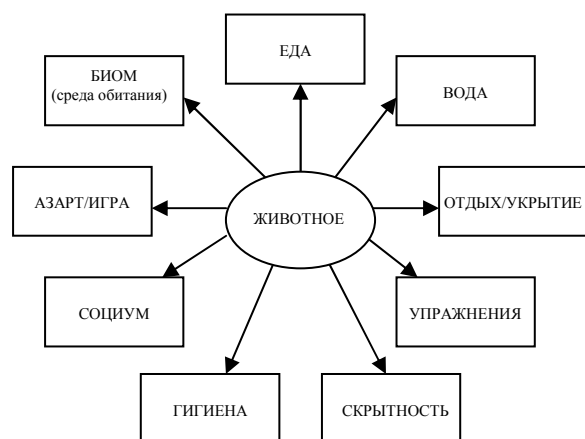 ЕДА
БИОМ
(среда обитания)
ВОДА
АЗАРТ/ИГРА
ЖИВОТНОЕ
ОТДЫХ/УКРЫТИЕ
СОЦИУМ
УПРАЖНЕНИЯ
ГИГИЕНА
СКРЫТНОСТЬ